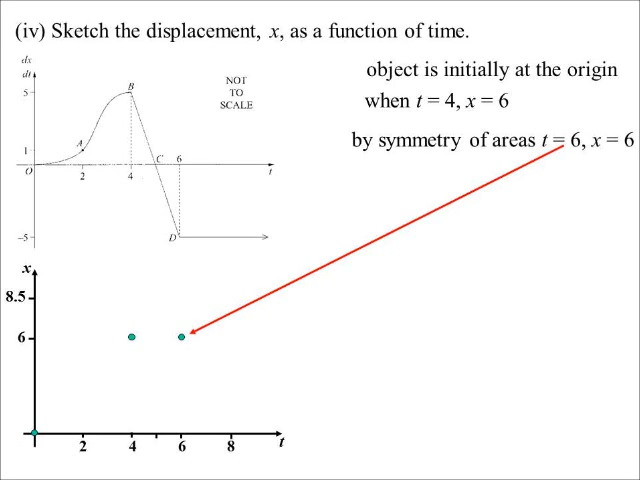 (iv) Sketch the displacement, x, as a function of time.
dx
dt
5
1
O
-5
A
B
C
D
2
4
6
t
NOT
TO
SCALE
object is initially at the origin
when t = 4, x = 6
by symmetry of areas t = 6, x = 6
x
8.5
6
2
4
6
8
t